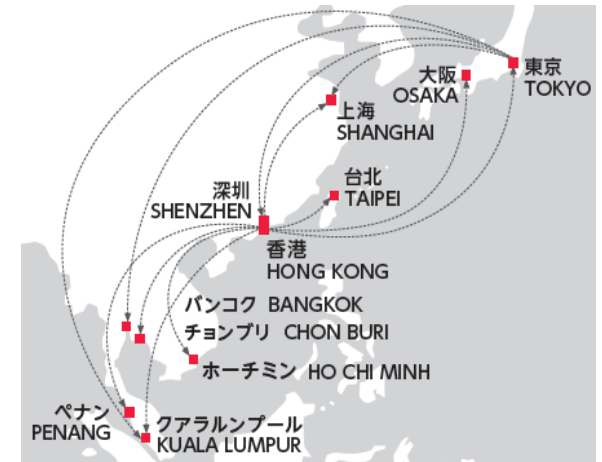 大阪
OSAKA
東京
TOKYO
上海
SHANGHAI
台北
TAIPEI
深圳
SHENZHEN
香港
HONG KONG
バンコク BANGKOK
チョンブリ CHON BURI
ホーチミン HO CHI MINH
ペナン
PENANG
クアラルンプール
KUALA LUMPUR